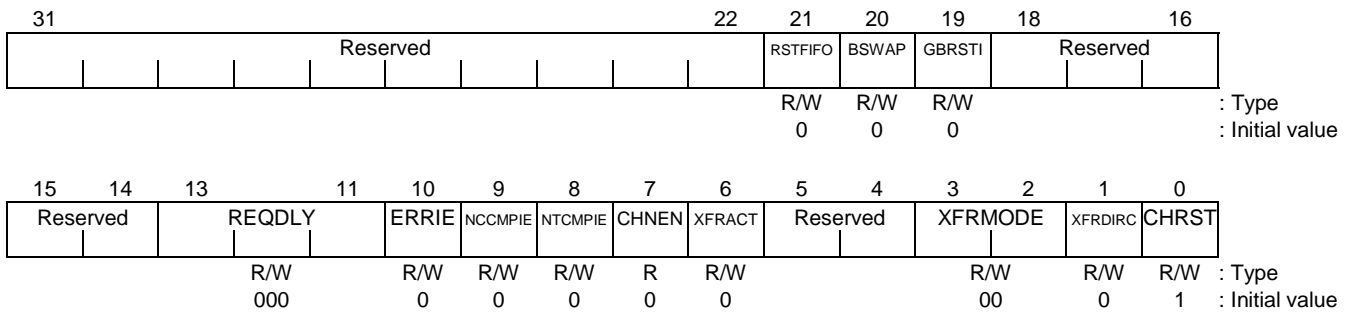 31 22 21 20 19 18 16
Reserved RSTFIFO BSWAP GBRSTI Reserved
R/W R/W R/W : Type
0 0 0 : Initial value
15 14 13 11 10 9 8 7 6 5 4 3 2 1 0
Reserved REQDLY ERRIE NCCMPIE NTCMPIE CHNEN XFRACT Reserved XFRMODE XFRDIRC CHRST
R/W R/W R/W R/W R R/W R/W R/W R/W : Type
000 0 0 0 0 0 00 0 1 : Initial value